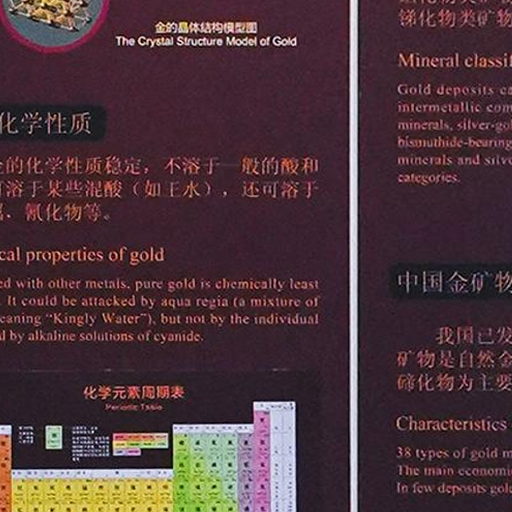 金的晶体结构模型图
The Crystal Structure Model of Gold
化学性质
金的化学性质稳定，不溶于一般的酸和
可溶于某些混酸（如王水），还可溶于
氰化物等。
cal properties of gold
ed with other metals, pure gold is chemically least
It could be attacked by aqua regia (a mixture of
eaning “Kingly Water”), but not by the individual
d by alkaline solutions of cyanide.
化学元素周期表
Periodic Table
锑化物类矿物
Mineral classif
Gold deposits ca
intermetallic com
minerals, silver-gol
bismuthide-bearing
minerals and silve
categories.
中国金矿物
我国已发
矿物是自然金
碲化物为主要
Characteristics
38 types of gold m
The main economic
In few deposits gold